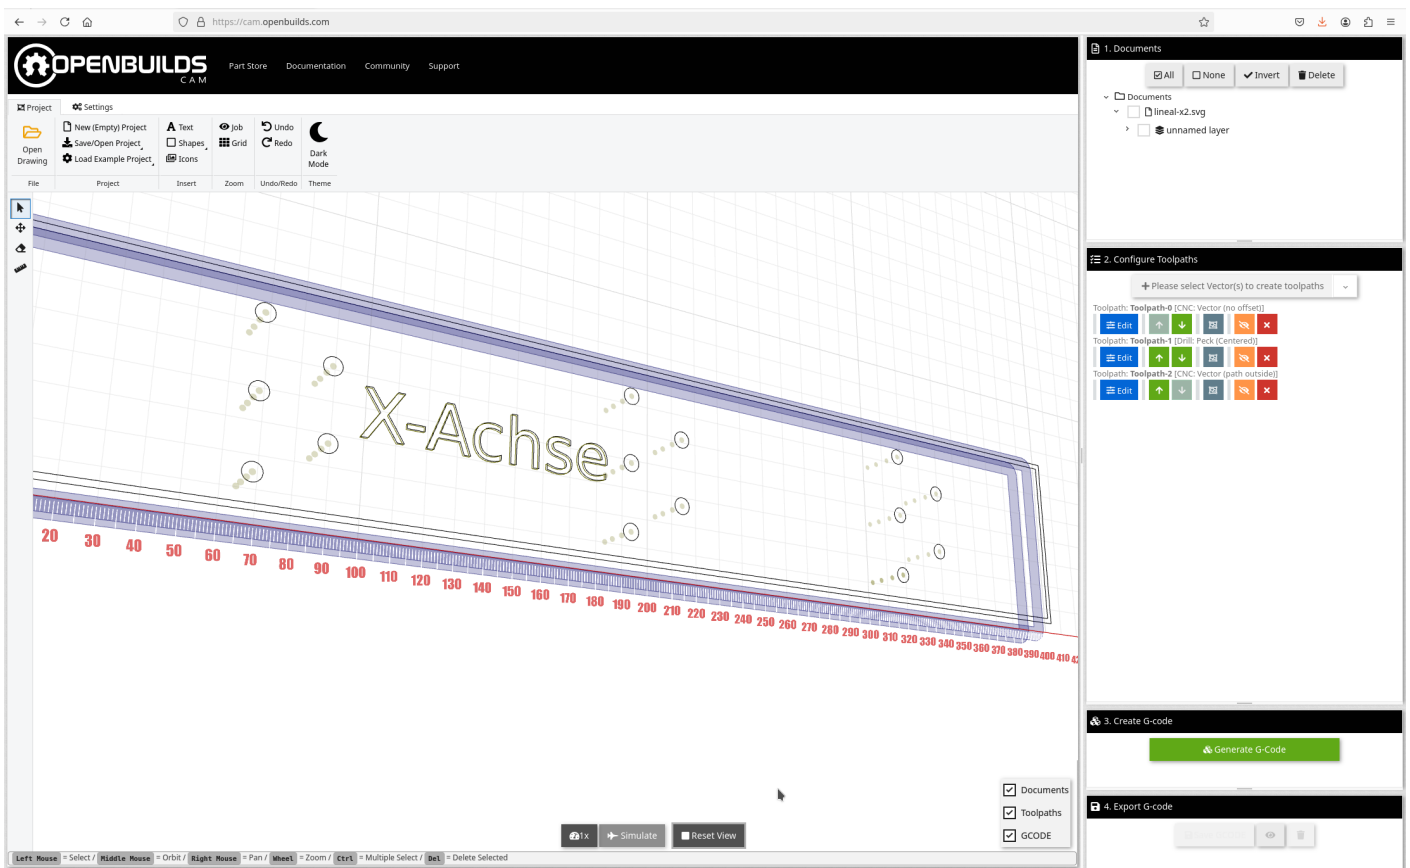 https://cam.openbuilds.com
OPENBUILDS
CAM
Part Store Documentation Community Support
Project Settings
Open Drawing
New (Empty) Project
Save/Open Project
Load Example Project
Text
Shapes
Icons
Job
Grid
Undo
Redo
Dark Mode
File Project Insert Zoom Undo/Redo Theme
X-Achse
20 30 40 50 60 70 80 90 100 110 120 130 140 150 160 170 180 190 200 210 220 230 240 250 260 270 280 290 300 310 320 330 340 350 360 370 380 390 400 410
1x Simulate Reset View
Documents
Toolpaths
GCODE
Left Mouse = Select / Middle Mouse = Orbit / Right Mouse = Pan / Wheel = Zoom / Ctrl = Multiple Select / Del = Delete Selected
1. Documents
All None Invert Delete
Documents
lineal-x2.svg
unnamed layer
2. Configure Toolpaths
Please select Vector(s) to create toolpaths
Toolpath: Toolpath-0 [CNC: Vector (no offset)]
Edit
Toolpath: Toolpath-1 [Drill: Peck (Centered)]
Edit
Toolpath: Toolpath-2 [CNC: Vector (path outside)]
Edit
3. Create G-code
Generate G-Code
4. Export G-code